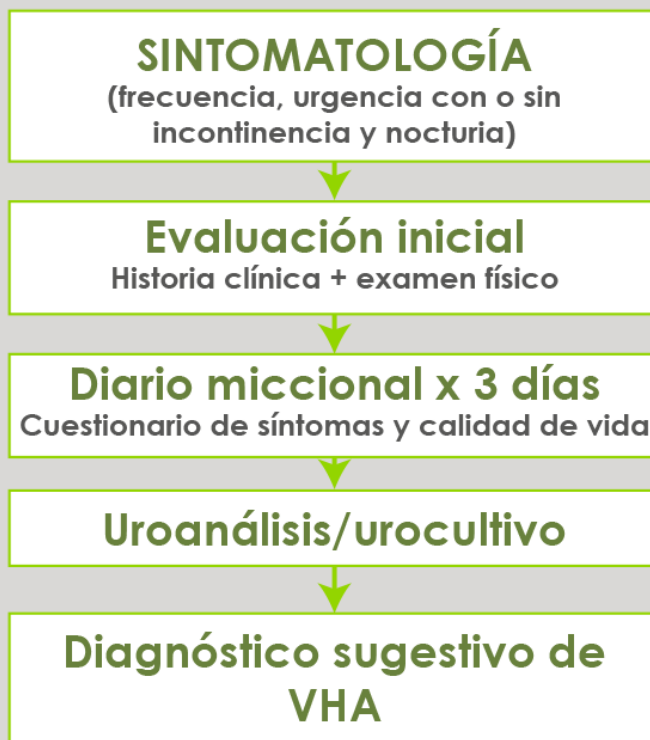 SINTOMATOLOGÍA
(frecuencia, urgencia con o sin
incontinencia y nocturia)
Evaluación inicial
Historia clínica + examen físico
Diario miccional x 3 días
Cuestionario de síntomas y calidad de vida
Uroanálisis/urocultivo
Diagnóstico sugestivo de
VHA